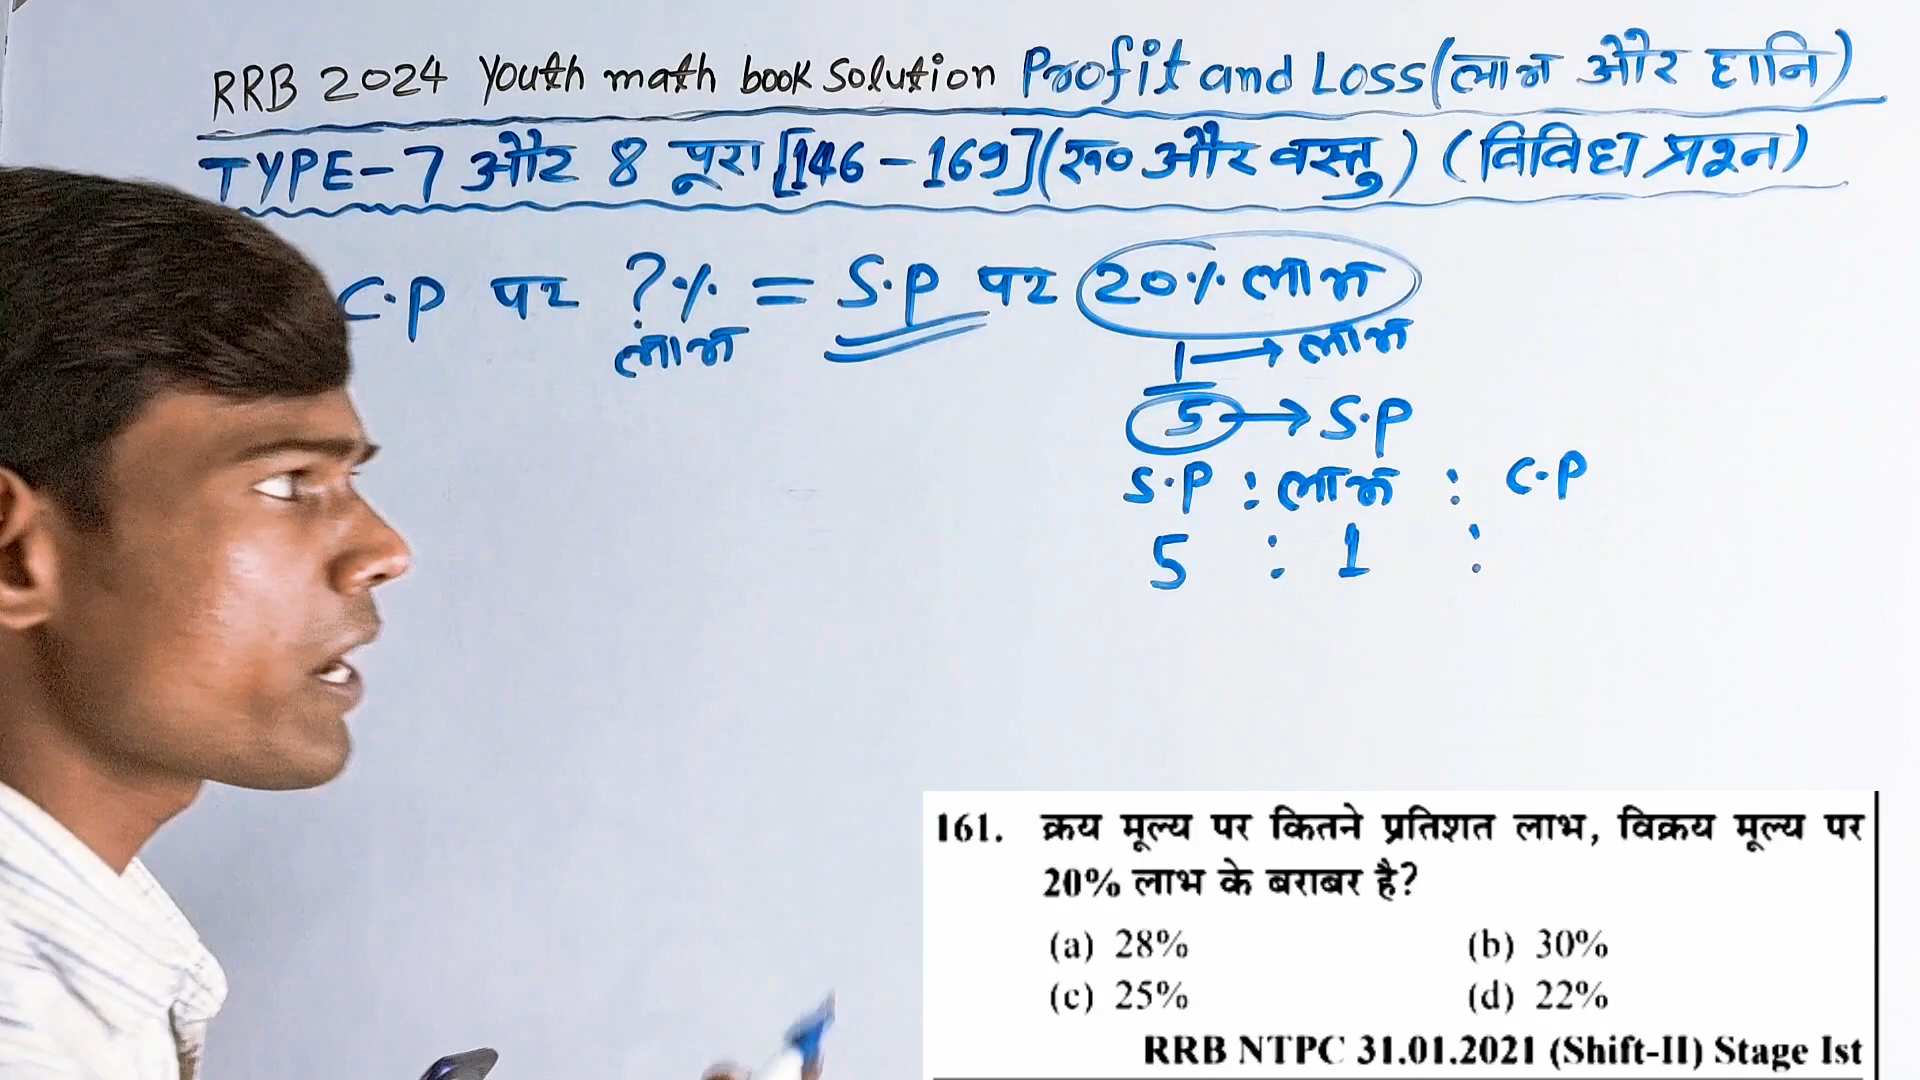 RRB 2024 Youth math book Solution Profit and Loss (लाभ और हानि)
TYPE-7 और 8 पूरा [146-169] (रू० और वस्तु) (विविध प्रश्न)
C.P पर ?% = S.P पर 20% लाभ
लाभ
1 → लाभ
5 → S.P
S.P : लाभ : C.P
5 : 1 :
161. क्रय मूल्य पर कितने प्रतिशत लाभ, विक्रय मूल्य पर
20% लाभ के बराबर है?
(a) 28% (b) 30%
(c) 25% (d) 22%
RRB NTPC 31.01.2021 (Shift-II) Stage Ist